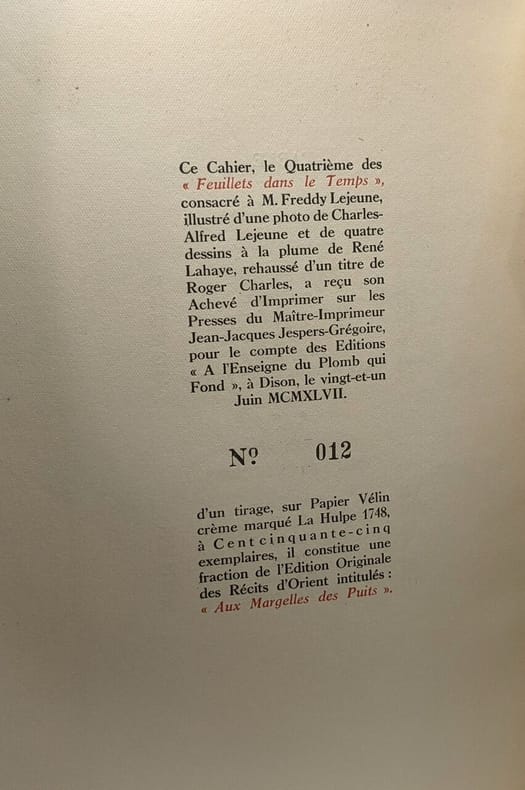 Ce Cahier, le Quatrième des
« Feuillets dans le Temps »,
consacré à M. Freddy Lejeune,
illustré d'une photo de Charles-
Alfred Lejeune et de quatre
dessins à la plume de René
Lahaye, rehaussé d'un titre de
Roger Charles, a reçu son
Achevé d'Imprimer sur les
Presses du Maître-Imprimeur
Jean-Jacques Jespers-Grégoire,
pour le compte des Editions
« A l'Enseigne du Plomb qui
Fond », à Dison, le vingt-et-un
Juin MCMXLVII.
No. 012
d'un tirage, sur Papier Vélin
crème marqué La Hulpe 1748,
à Centcinquante-cinq
exemplaires, il constitue une
fraction de l'Edition Originale
des Récits d'Orient intitulés :
« Aux Margelles des Puits ».